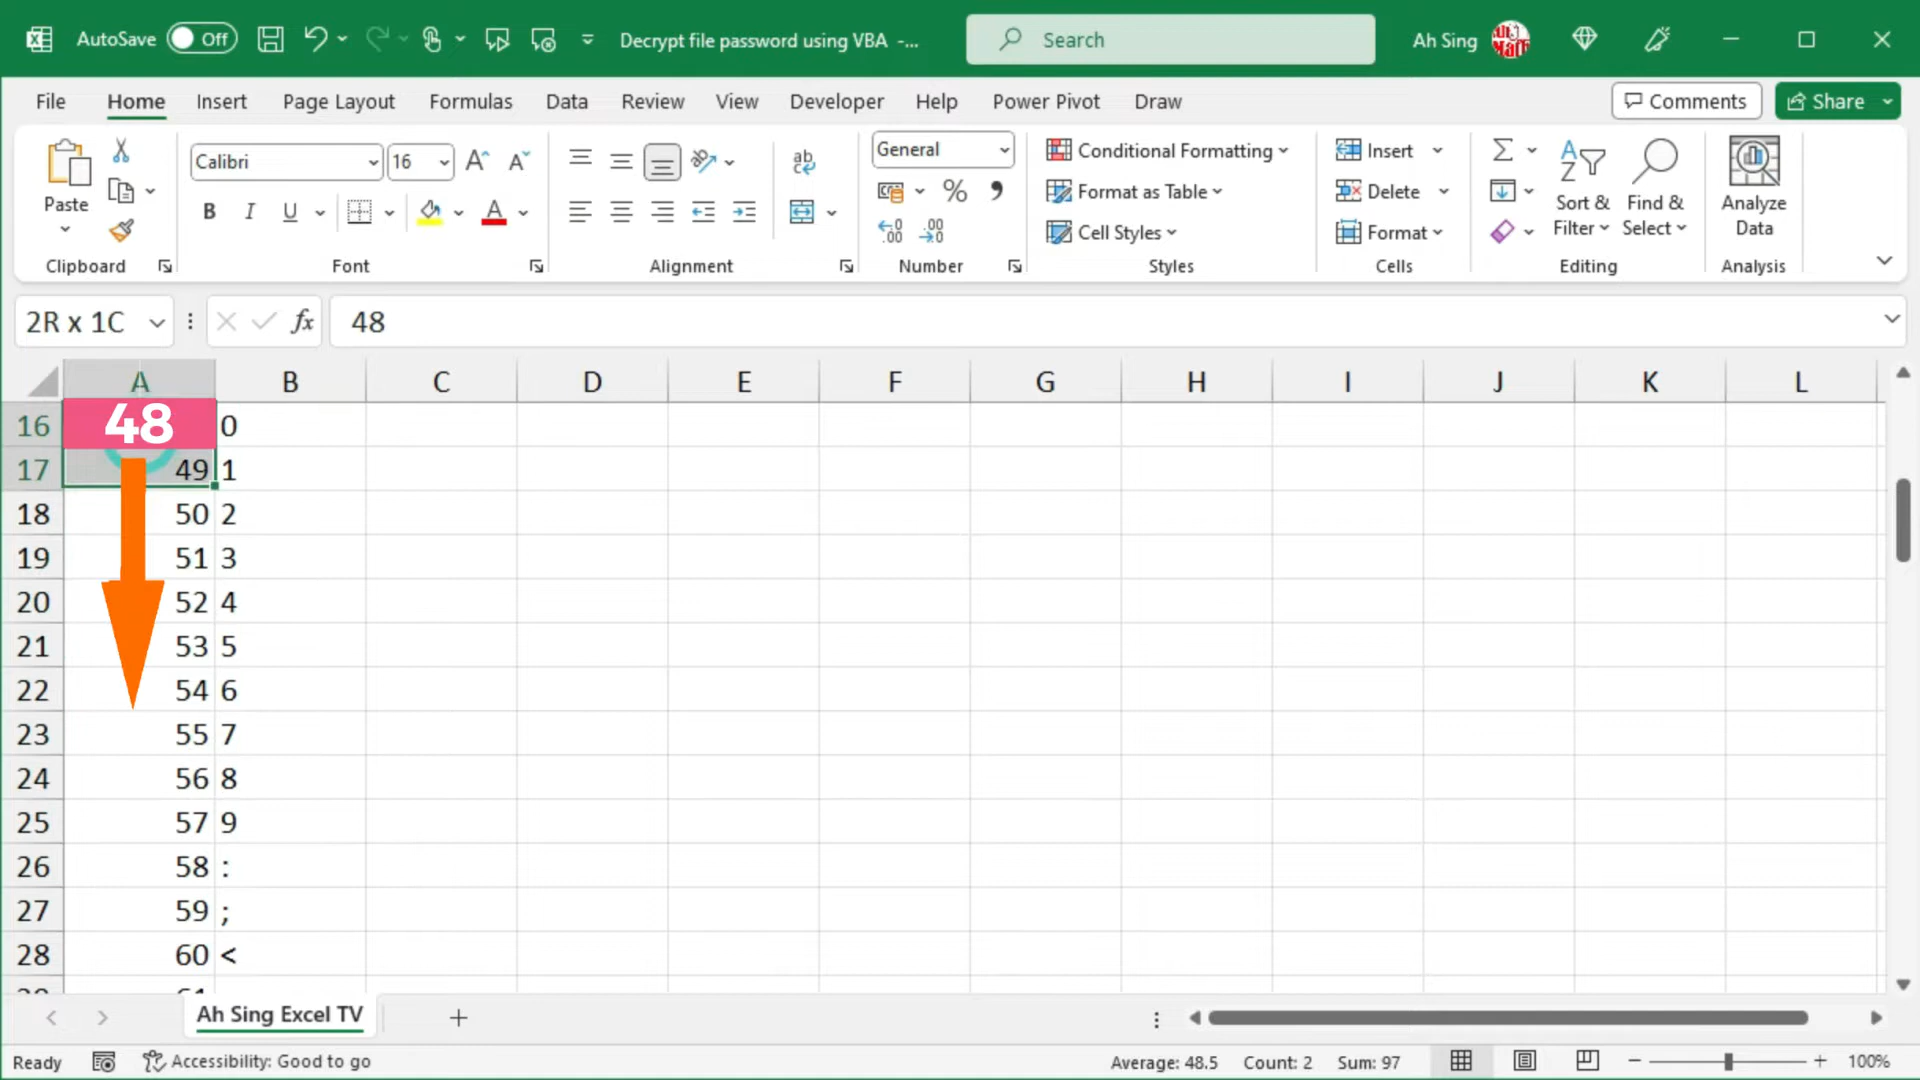 AutoSave Off Decrypt file password using VBA -... Search Ah Sing
File Home Insert Page Layout Formulas Data Review View Developer Help Power Pivot Draw Comments Share
Paste Calibri 16 General Conditional Formatting Insert Sort & Filter Find & Select Analyze Data
B I U % Format as Table Delete
Cell Styles Format
Clipboard Font Alignment Number Styles Cells Editing Analysis
2R x 1C fx 48
A B C D E F G H I J K L
16 48 0
17 49 1
18 50 2
19 51 3
20 52 4
21 53 5
22 54 6
23 55 7
24 56 8
25 57 9
26 58 :
27 59 ;
28 60 <
Ah Sing Excel TV
Ready Accessibility: Good to go Average: 48.5 Count: 2 Sum: 97 100%